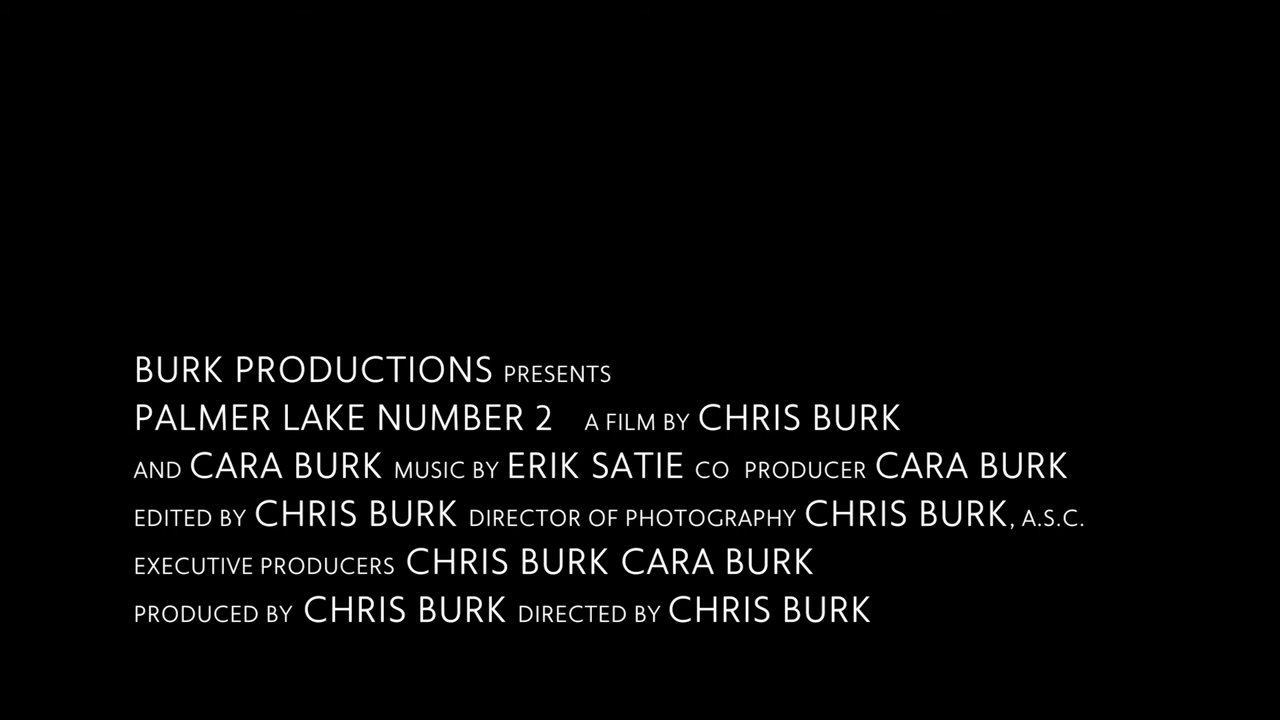 BURK PRODUCTIONS PRESENTS
PALMER LAKE NUMBER 2 A FILM BY CHRIS BURK
AND CARA BURK MUSIC BY ERIK SATIE CO PRODUCER CARA BURK
EDITED BY CHRIS BURK DIRECTOR OF PHOTOGRAPHY CHRIS BURK, A.S.C.
EXECUTIVE PRODUCERS CHRIS BURK CARA BURK
PRODUCED BY CHRIS BURK DIRECTED BY CHRIS BURK